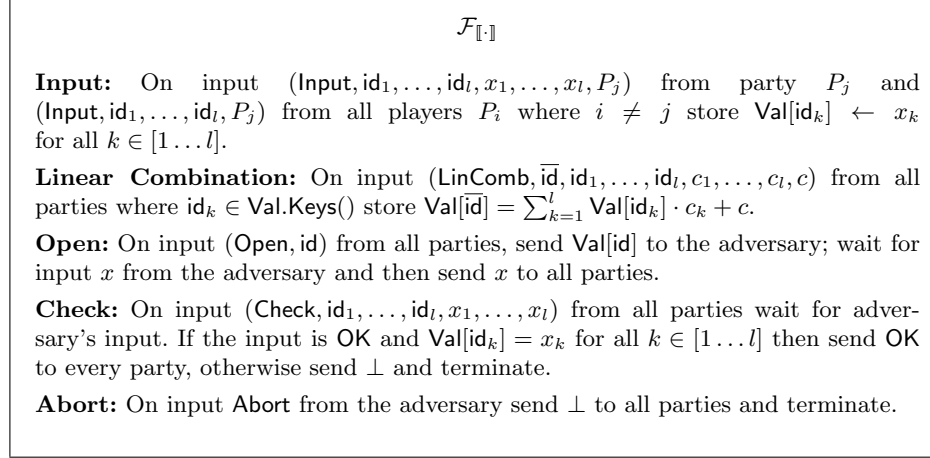 𝓕⟦·⟧
Input: On input (Input, id₁, . . . , idₗ, x₁, . . . , xₗ, Pⱼ) from party Pⱼ and
(Input, id₁, . . . , idₗ, Pⱼ) from all players Pᵢ where i ≠ j store Val[idₖ] ← xₖ
for all k ∈ [1 . . . l].
Linear Combination: On input (LinComb, i̅d̅, id₁, . . . , idₗ, c₁, . . . , cₗ, c) from all
parties where idₖ ∈ Val.Keys() store Val[i̅d̅] = ∑ₖ₌₁ˡ Val[idₖ] · cₖ + c.
Open: On input (Open, id) from all parties, send Val[id] to the adversary; wait for
input x from the adversary and then send x to all parties.
Check: On input (Check, id₁, . . . , idₗ, x₁, . . . , xₗ) from all parties wait for adver-
sary's input. If the input is OK and Val[idₖ] = xₖ for all k ∈ [1 . . . l] then send OK
to every party, otherwise send ⊥ and terminate.
Abort: On input Abort from the adversary send ⊥ to all parties and terminate.